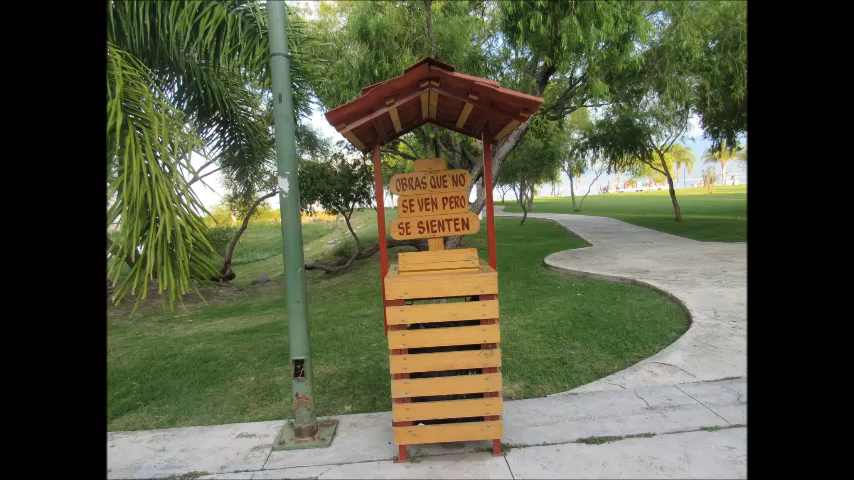 OBRAS QUE NO
SE VEN PERO
SE SIENTEN